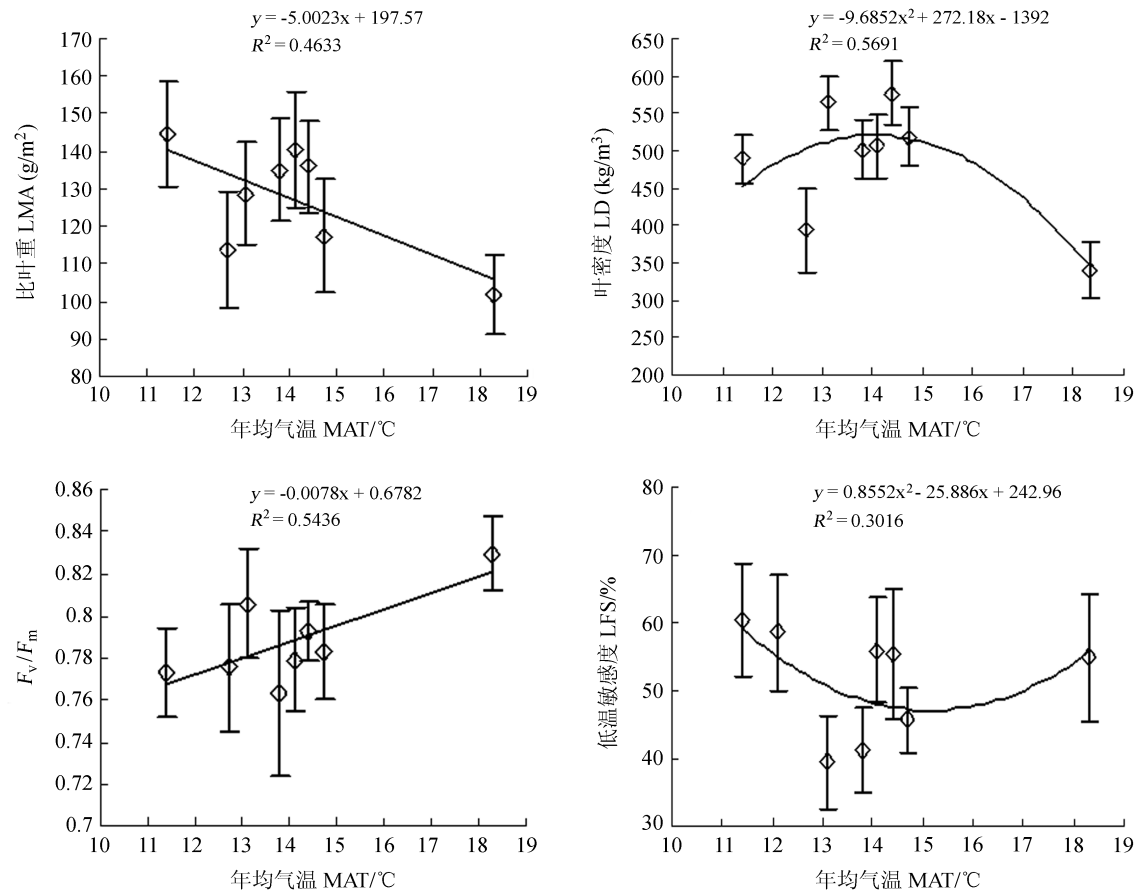 y = -5.0023x + 197.57
R² = 0.4633
170
160
150
140
130
120
110
100
90
80
比叶重 LMA (g/m²)
10 11 12 13 14 15 16 17 18 19
年均气温 MAT/℃
y = -9.6852x² + 272.18x - 1392
R² = 0.5691
650
600
550
500
450
400
350
300
250
200
叶密度 LD (kg/m³)
10 11 12 13 14 15 16 17 18 19
年均气温 MAT/℃
y = -0.0078x + 0.6782
R² = 0.5436
0.86
0.84
0.82
0.8
0.78
0.76
0.74
0.72
0.7
Fv/Fm
10 11 12 13 14 15 16 17 18 19
年均气温 MAT/℃
y = 0.8552x² - 25.886x + 242.96
R² = 0.3016
80
70
60
50
40
30
低温敏感度 LFS/%
10 11 12 13 14 15 16 17 18 19
年均气温 MAT/℃